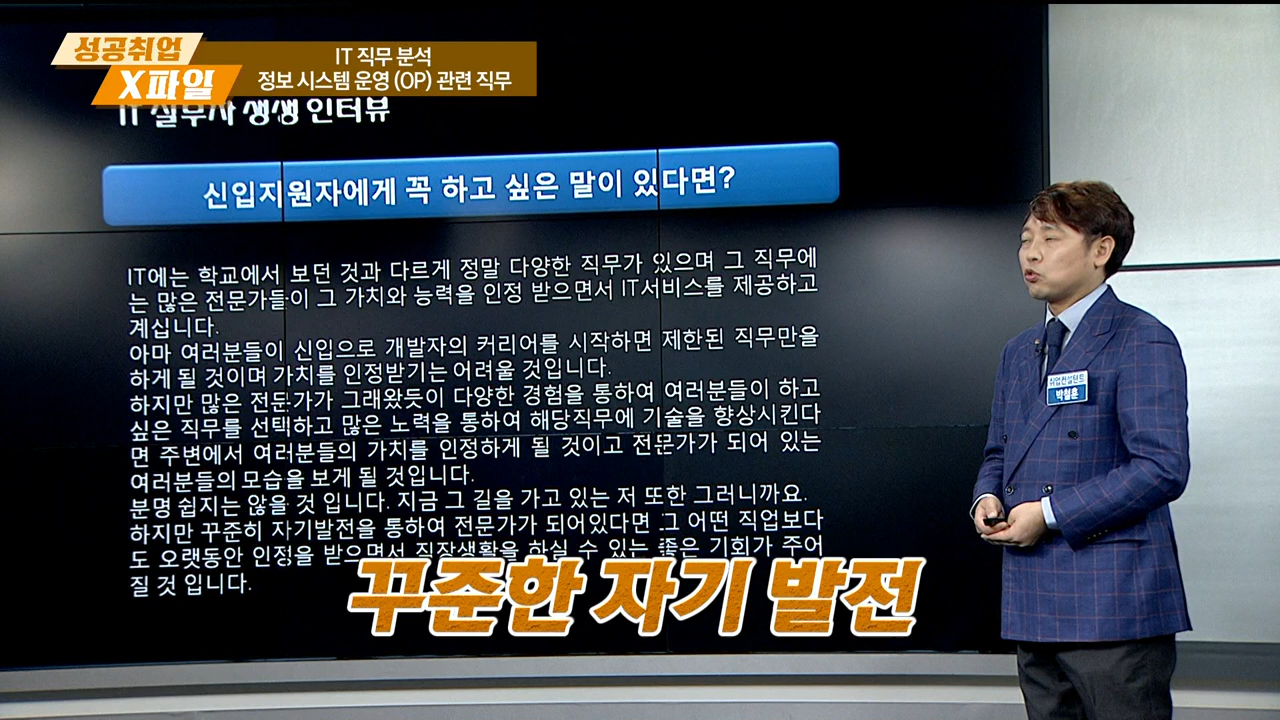 성공취업
X파일
IT 직무 분석
정보 시스템 운영 (OP) 관련 직무
IT 실무자 생생 인터뷰
신입지원자에게 꼭 하고 싶은 말이 있다면?
IT에는 학교에서 보던 것과 다르게 정말 다양한 직무가 있으며 그 직무에
는 많은 전문가들이 그 가치와 능력을 인정 받으면서 IT서비스를 제공하고
계십니다.
아마 여러분들이 신입으로 개발자의 커리어를 시작하면 제한된 직무만을
하게 될 것이며 가치를 인정받기는 어려울 것입니다.
하지만 많은 전문가가 그래왔듯이 다양한 경험을 통하여 여러분들이 하고
싶은 직무를 선택하고 많은 노력을 통하여 해당직무에 기술을 향상시킨다
면 주변에서 여러분들의 가치를 인정하게 될 것이고 전문가가 되어 있는
여러분들의 모습을 보게 될 것입니다.
분명 쉽지는 않을 것 입니다. 지금 그 길을 가고 있는 저 또한 그러니까요.
하지만 꾸준히 자기발전을 통하여 전문가가 되어있다면 그 어떤 직업보다
도 오랫동안 인정을 받으면서 직장생활을 하실 수 있는 좋은 기회가 주어
질 것 입니다.
꾸준한 자기 발전
취업컨설턴트
박철훈